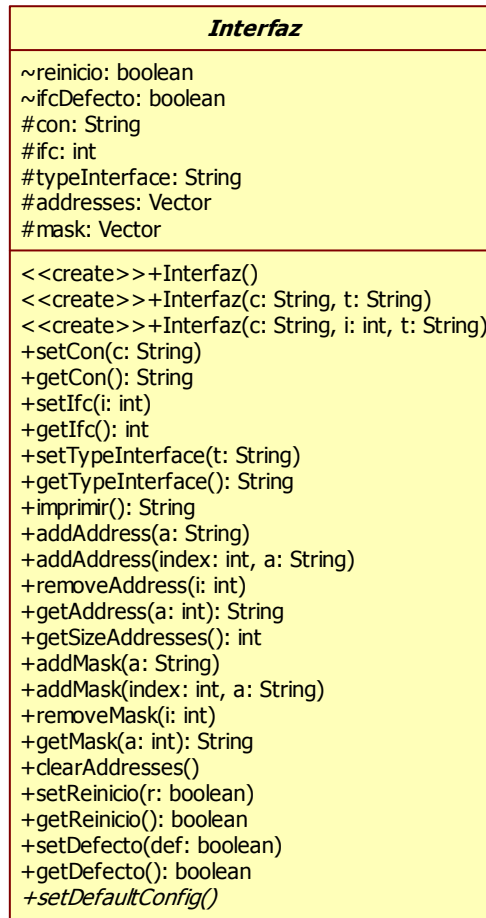 Interfaz
~reinicio: boolean
~ifcDefecto: boolean
#con: String
#ifc: int
#typeInterface: String
#addresses: Vector
#mask: Vector
<<create>>+Interfaz()
<<create>>+Interfaz(c: String, t: String)
<<create>>+Interfaz(c: String, i: int, t: String)
+setCon(c: String)
+getCon(): String
+setIfc(i: int)
+getIfc(): int
+setTypeInterface(t: String)
+getTypeInterface(): String
+imprimir(): String
+addAddress(a: String)
+addAddress(index: int, a: String)
+removeAddress(i: int)
+getAddress(a: int): String
+getSizeAddresses(): int
+addMask(a: String)
+addMask(index: int, a: String)
+removeMask(i: int)
+getMask(a: int): String
+clearAddresses()
+setReinicio(r: boolean)
+getReinicio(): boolean
+setDefecto(def: boolean)
+getDefecto(): boolean
+setDefaultConfig()